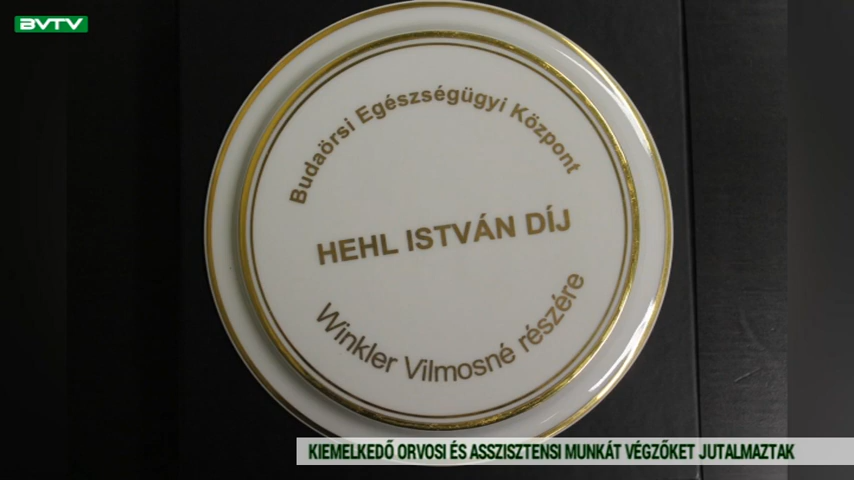 BVTV
Budaörsi Egészségügyi Központ
HEHL ISTVÁN DÍJ
Winkler Vilmosné részére
KIEMELKEDŐ ORVOSI ÉS ASSZISZTENSI MUNKÁT VÉGZŐKET JUTALMAZTAK